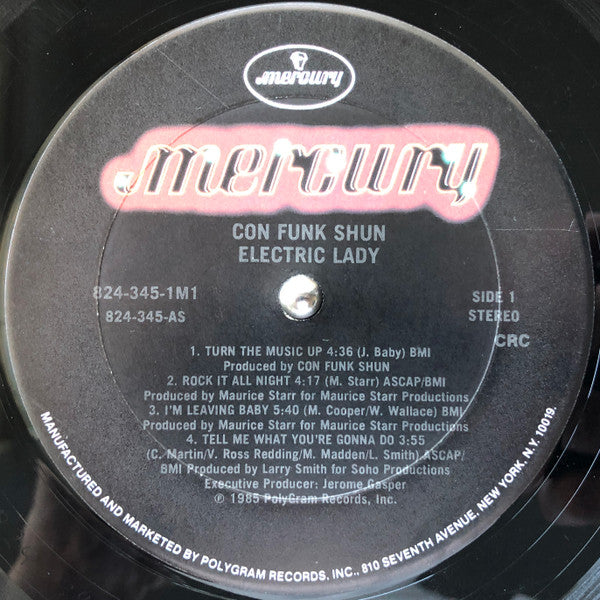 mercury
mercury
CON FUNK SHUN
ELECTRIC LADY
824-345-1M1
824-345-AS
SIDE 1
STEREO
CRC
1. TURN THE MUSIC UP 4:36 (J. Baby) BMI
Produced by CON FUNK SHUN
2. ROCK IT ALL NIGHT 4:17 (M. Starr) ASCAP/BMI
Produced by Maurice Starr for Maurice Starr Productions
3. I'M LEAVING BABY 5:40 (M. Cooper/W. Wallace) BMI
Produced by Maurice Starr for Maurice Starr Productions
4. TELL ME WHAT YOU'RE GONNA DO 3:55
(C. Martin/V. Ross Redding/M. Madden/L. Smith) ASCAP/
BMI Produced by Larry Smith for Soho Productions
Executive Producer: Jerome Gasper
℗ 1985 PolyGram Records, Inc.
MANUFACTURED AND MARKETED BY POLYGRAM RECORDS, INC., 810 SEVENTH AVENUE, NEW YORK, N.Y. 10019.